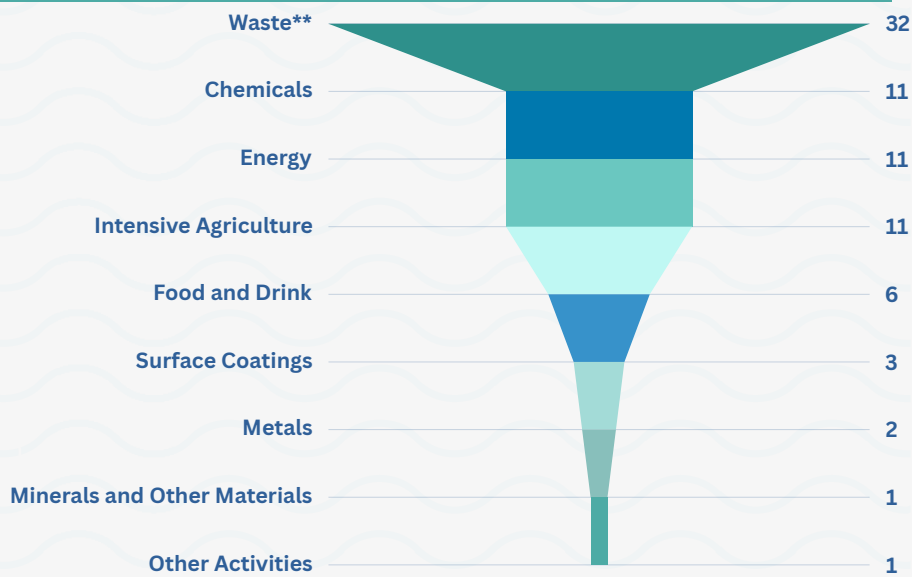 Waste** 32
Chemicals 11
Energy 11
Intensive Agriculture 11
Food and Drink 6
Surface Coatings 3
Metals 2
Minerals and Other Materials 1
Other Activities 1